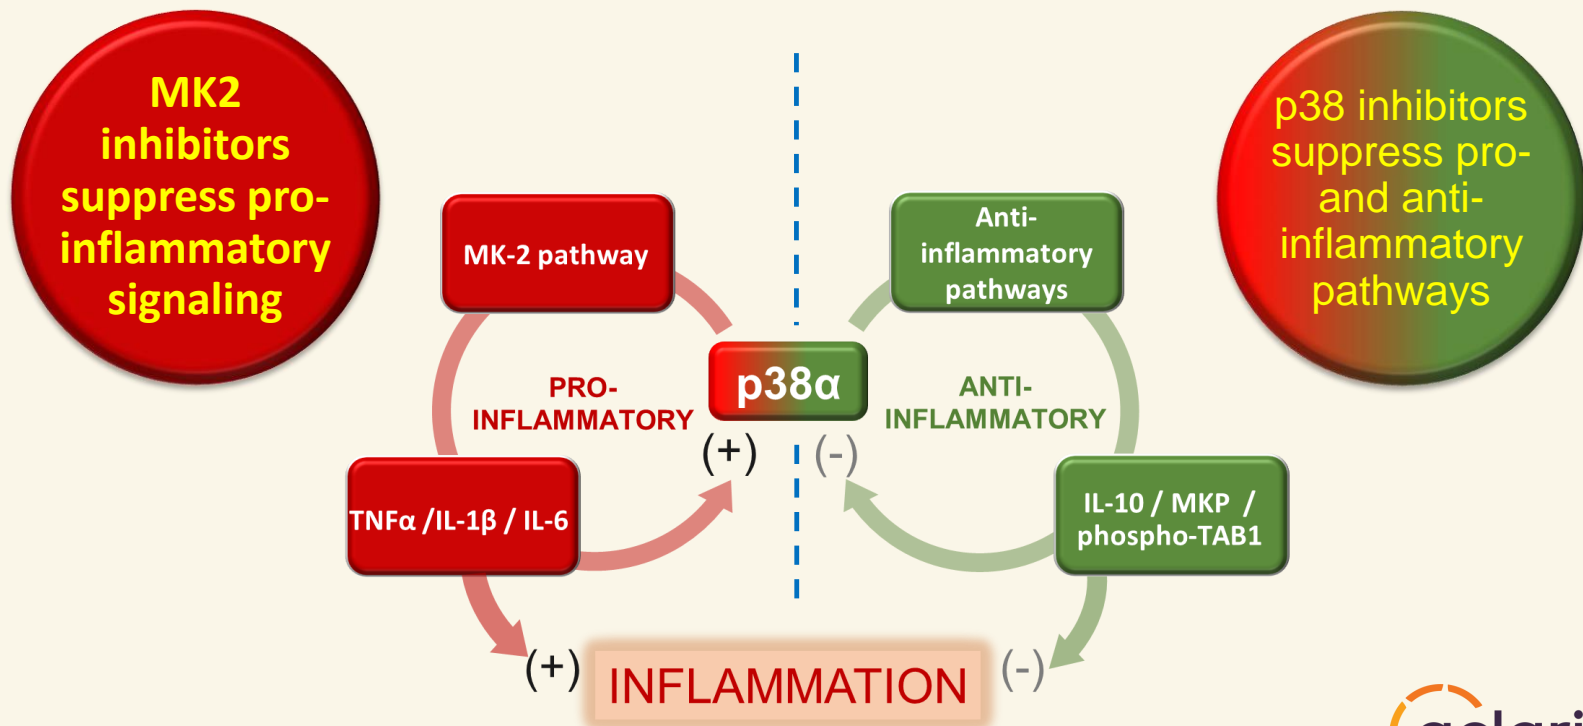 MK2
inhibitors
suppress pro-
inflammatory
signaling
p38 inhibitors
suppress pro-
and anti-
inflammatory
pathways
MK-2 pathway
Anti-
inflammatory
pathways
p38α
PRO-
INFLAMMATORY
ANTI-
INFLAMMATORY
(+)
(-)
TNFα /IL-1β / IL-6
IL-10 / MKP /
phospho-TAB1
(+)
INFLAMMATION
(-)